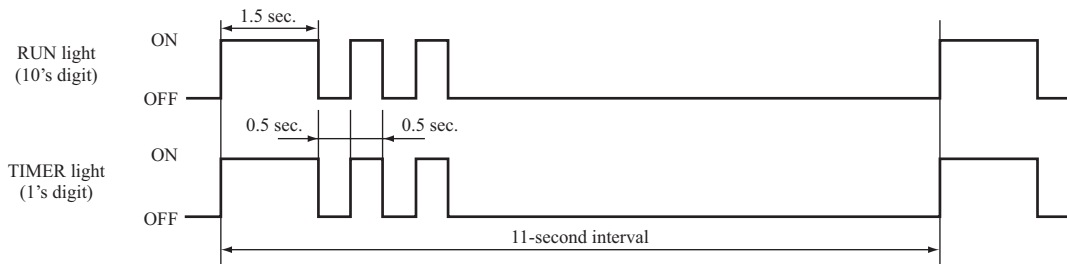 1.5 sec.
ON
RUN light
(10's digit)
OFF
0.5 sec.
0.5 sec.
ON
TIMER light
(1's digit)
OFF
11-second interval